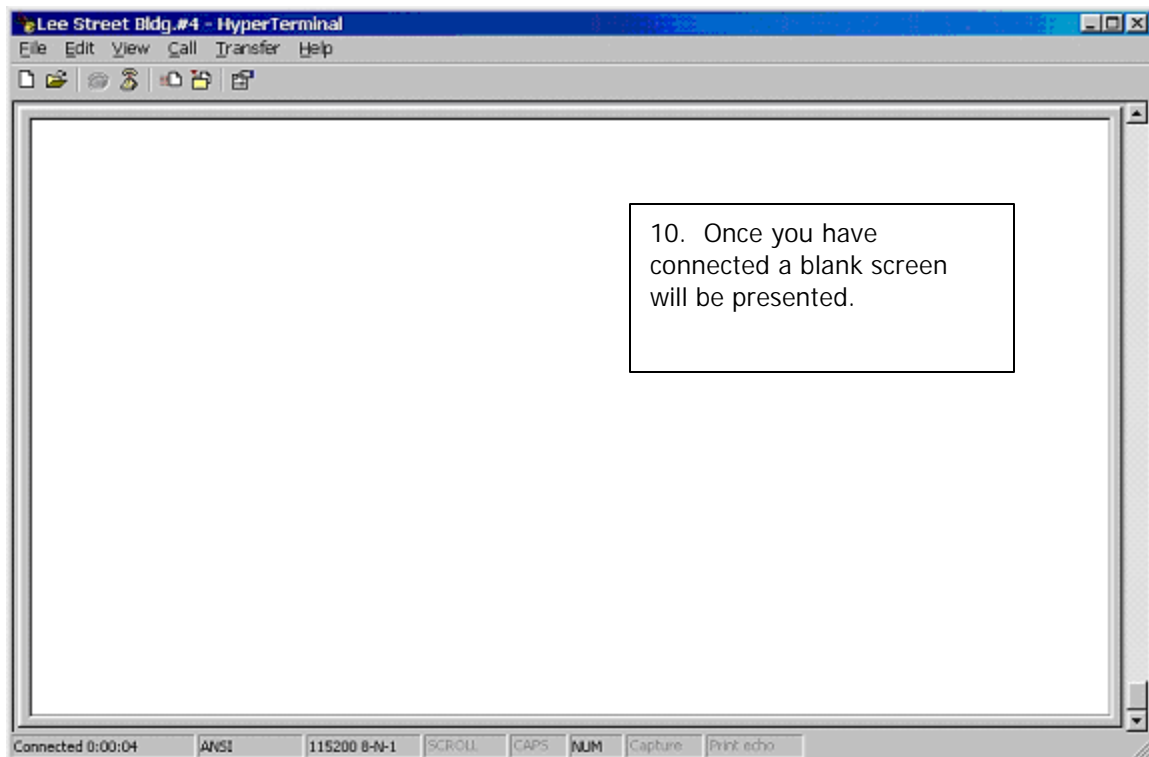 Lee Street Bldg.#4 - HyperTerminal
File Edit View Call Transfer Help
10. Once you have
connected a blank screen
will be presented.
Connected 0:00:04 ANSI 115200 8-N-1 SCROLL CAPS NUM Capture Print echo